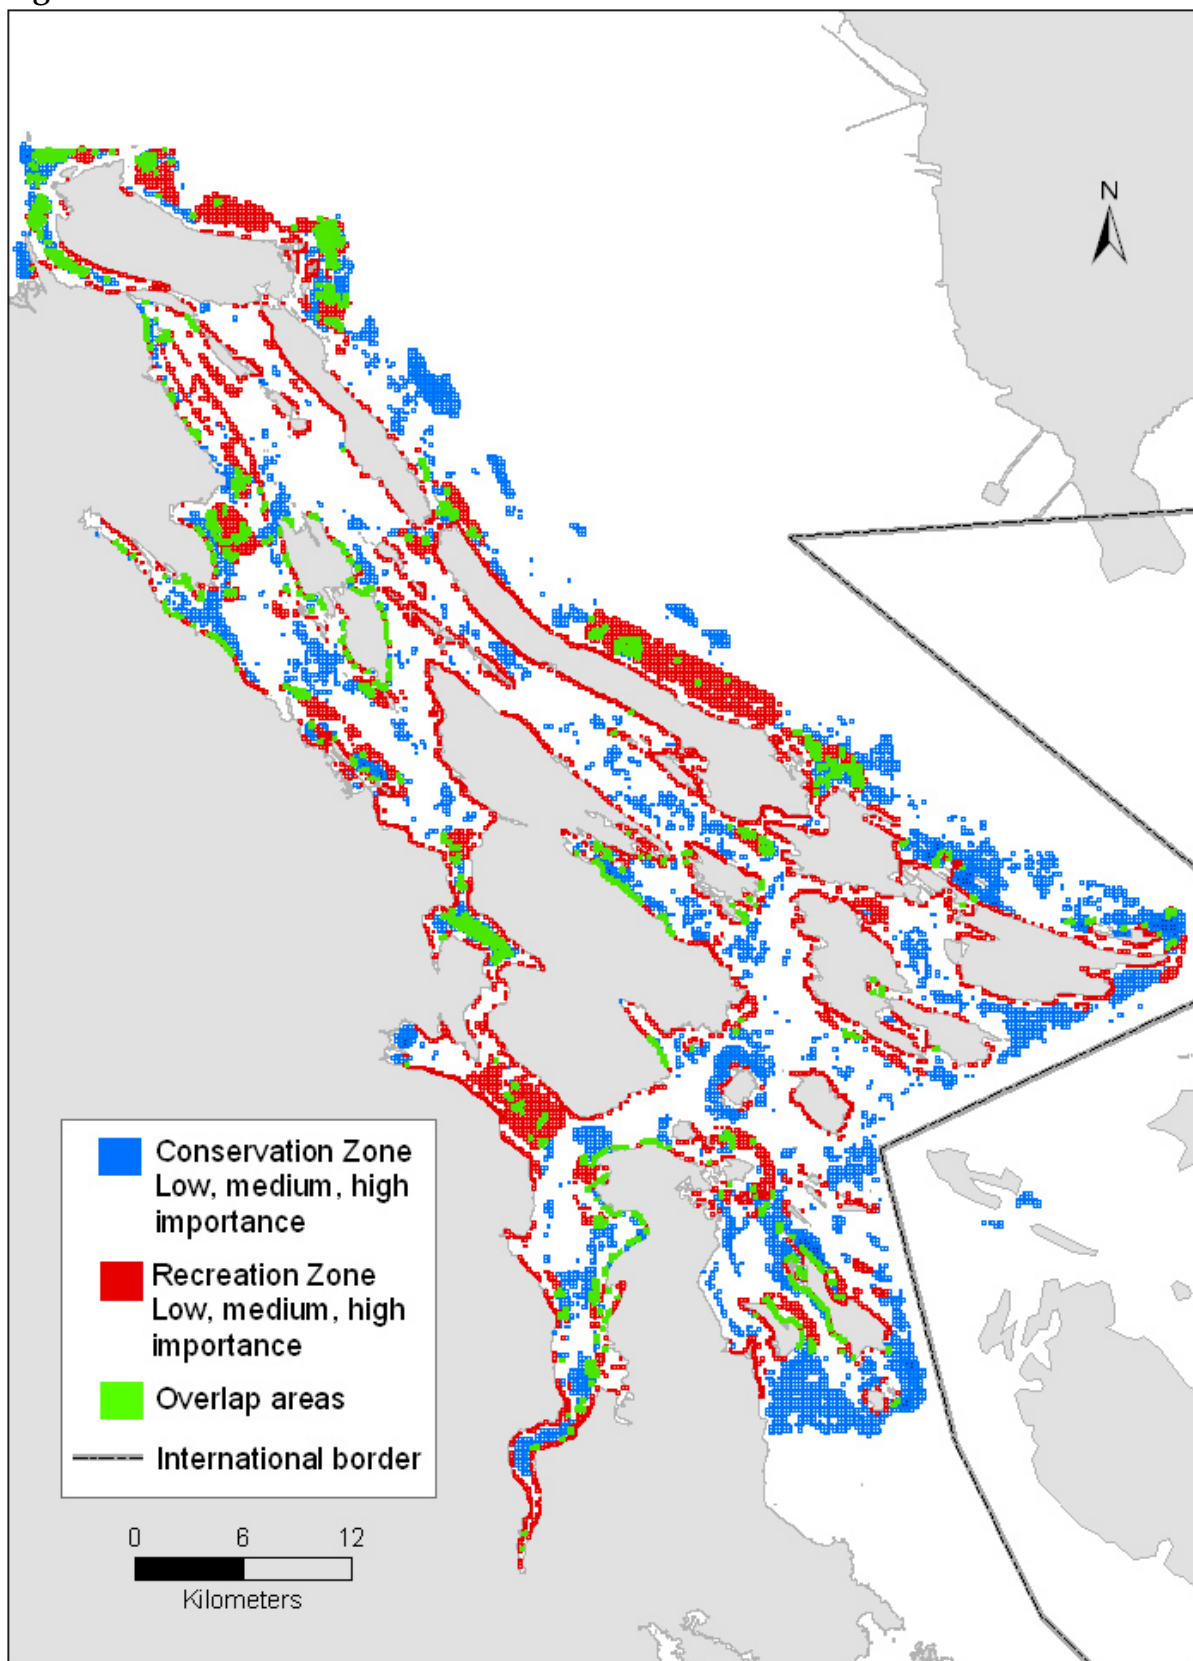 N
Conservation Zone
Low, medium, high
importance
Recreation Zone
Low, medium, high
importance
Overlap areas
International border
0 6 12
Kilometers